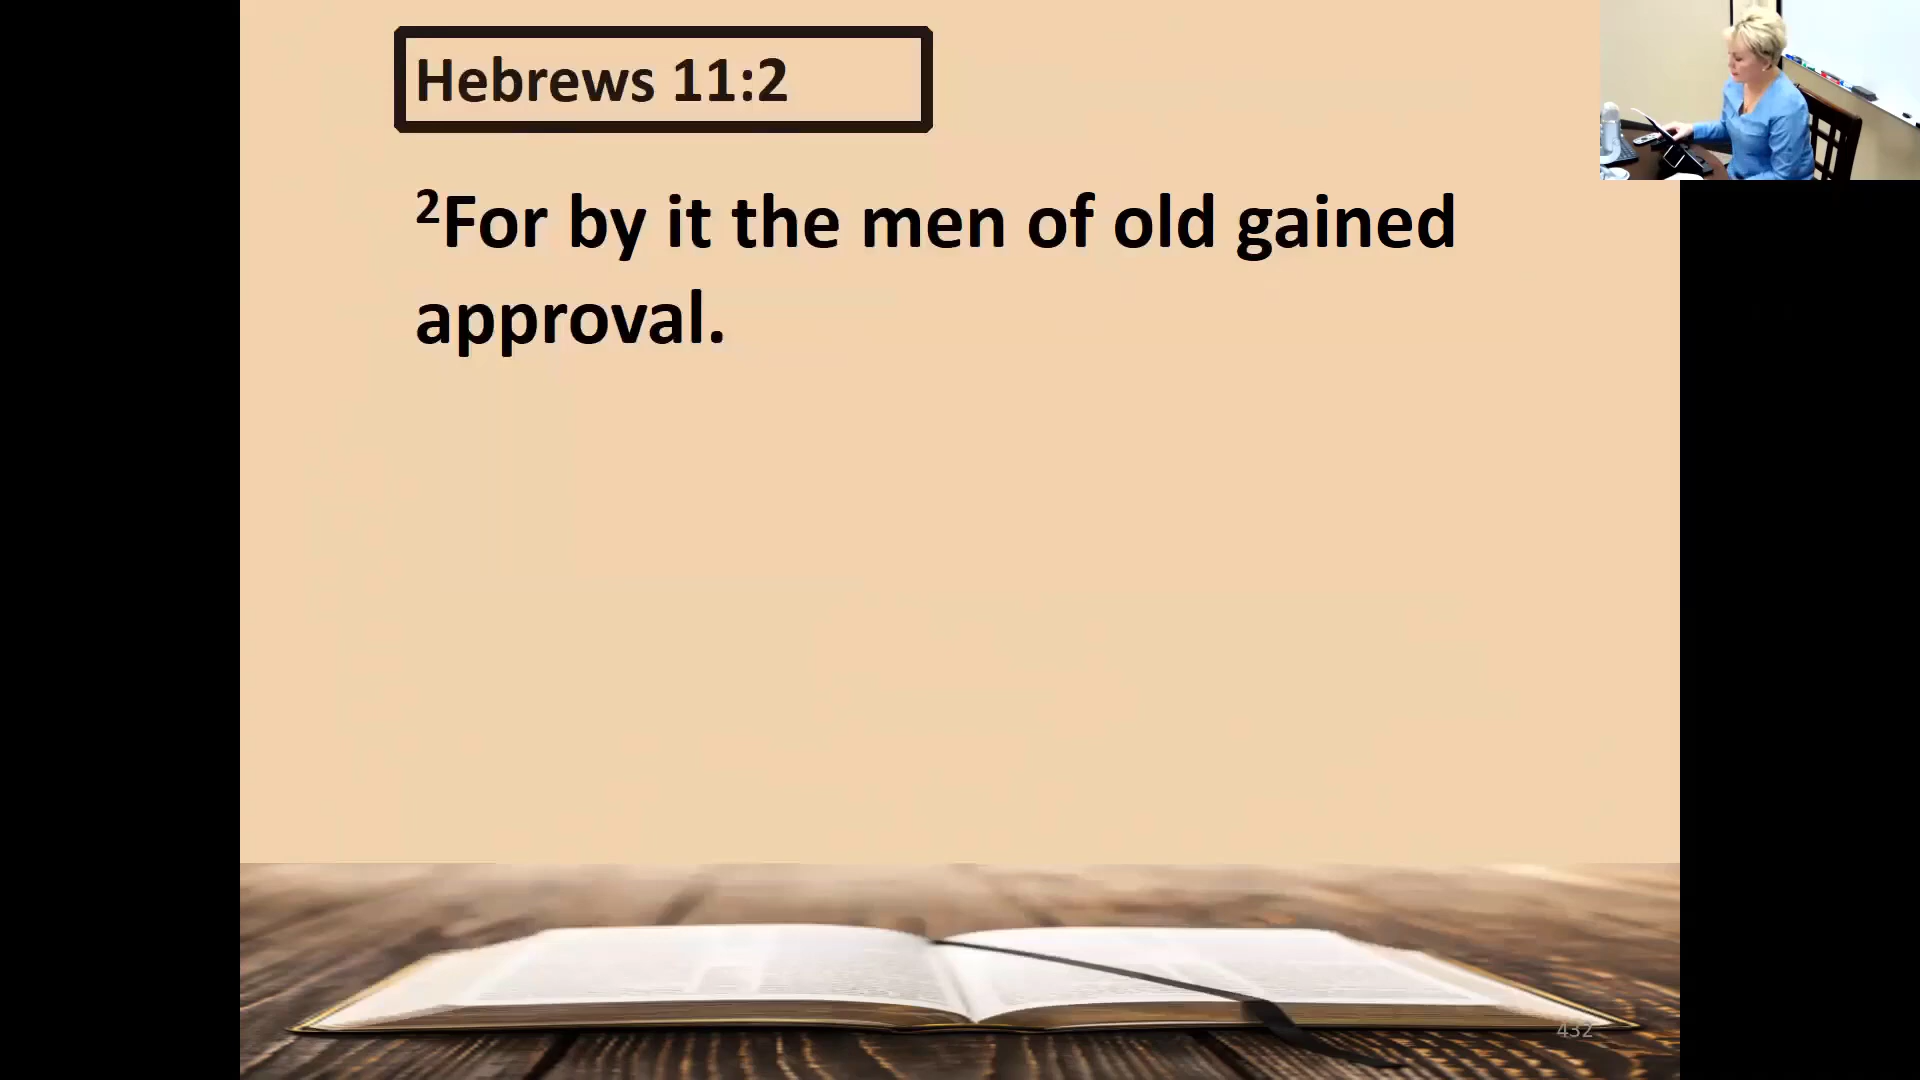 Hebrews 11:2
2For by it the men of old gained
approval.
432